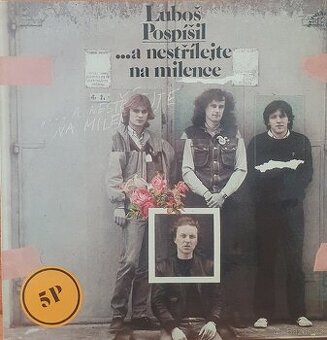 Luboš
Pospíšil
...a nestřílejte
na milence
5P